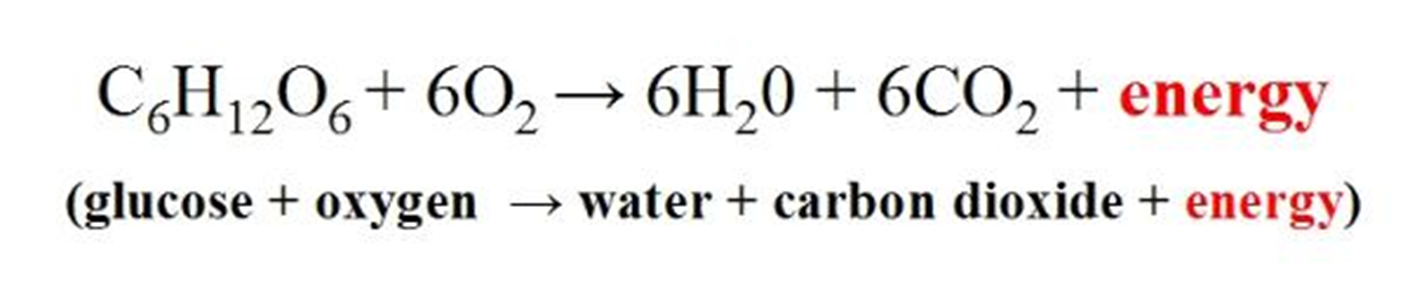 C₆H₁₂O₆ + 6O₂ → 6H₂0 + 6CO₂ + energy
(glucose + oxygen → water + carbon dioxide + energy)